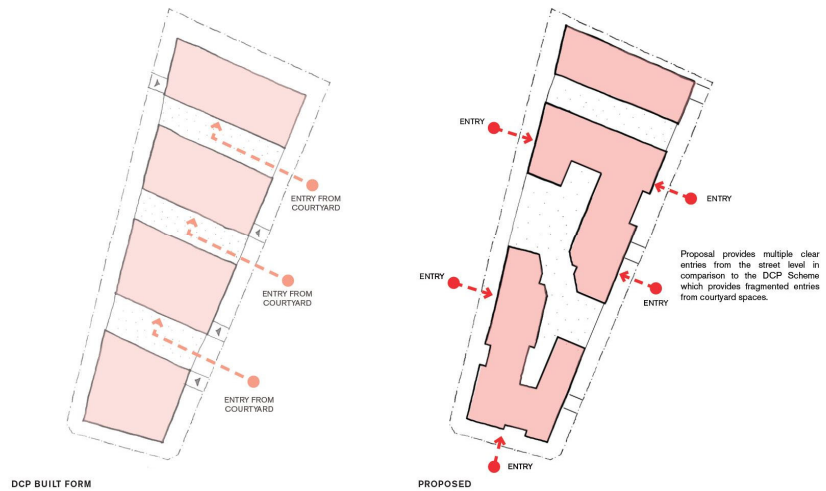 ENTRY FROM
COURTYARD
ENTRY FROM
COURTYARD
ENTRY FROM
COURTYARD
DCP BUILT FORM
ENTRY
ENTRY
ENTRY
ENTRY
ENTRY
Proposal provides multiple clear
entries from the street level in
comparison to the DCP Scheme
which provides fragmented entries
from courtyard spaces.
PROPOSED